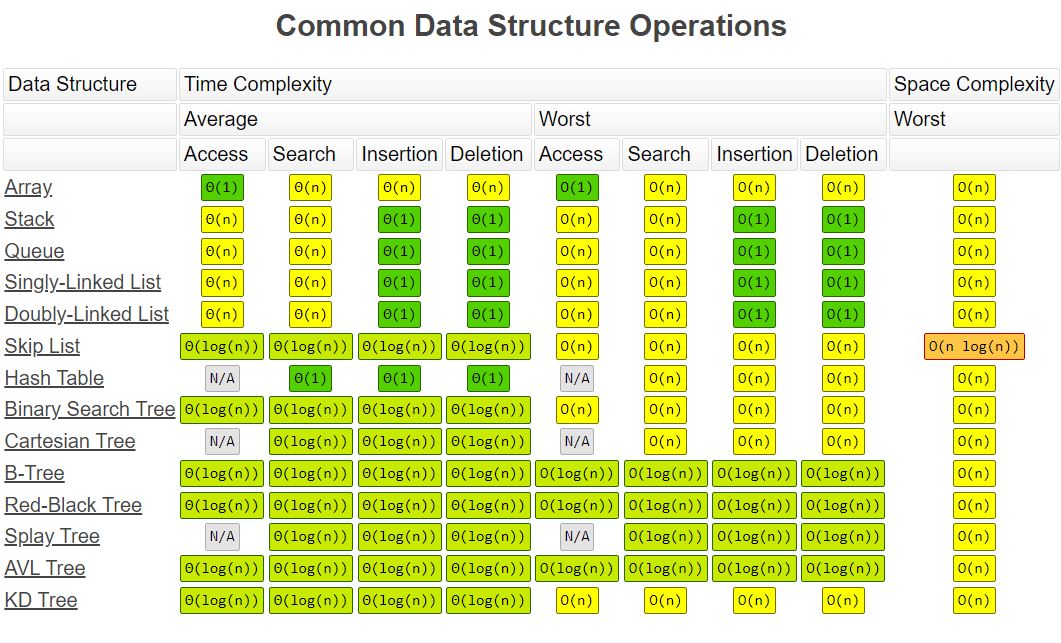 Common Data Structure Operations
Data Structure Time Complexity Space Complexity
Average Worst Worst
Access Search Insertion Deletion Access Search Insertion Deletion
Array Θ(1) Θ(n) Θ(n) Θ(n) O(1) O(n) O(n) O(n) O(n)
Stack Θ(n) Θ(n) Θ(1) Θ(1) O(n) O(n) O(1) O(1) O(n)
Queue Θ(n) Θ(n) Θ(1) Θ(1) O(n) O(n) O(1) O(1) O(n)
Singly-Linked List Θ(n) Θ(n) Θ(1) Θ(1) O(n) O(n) O(1) O(1) O(n)
Doubly-Linked List Θ(n) Θ(n) Θ(1) Θ(1) O(n) O(n) O(1) O(1) O(n)
Skip List Θ(log(n)) Θ(log(n)) Θ(log(n)) Θ(log(n)) O(n) O(n) O(n) O(n) O(n log(n))
Hash Table N/A Θ(1) Θ(1) Θ(1) N/A O(n) O(n) O(n) O(n)
Binary Search Tree Θ(log(n)) Θ(log(n)) Θ(log(n)) Θ(log(n)) O(n) O(n) O(n) O(n) O(n)
Cartesian Tree N/A Θ(log(n)) Θ(log(n)) Θ(log(n)) N/A O(n) O(n) O(n) O(n)
B-Tree Θ(log(n)) Θ(log(n)) Θ(log(n)) Θ(log(n)) O(log(n)) O(log(n)) O(log(n)) O(log(n)) O(n)
Red-Black Tree Θ(log(n)) Θ(log(n)) Θ(log(n)) Θ(log(n)) O(log(n)) O(log(n)) O(log(n)) O(log(n)) O(n)
Splay Tree N/A Θ(log(n)) Θ(log(n)) Θ(log(n)) N/A O(log(n)) O(log(n)) O(log(n)) O(n)
AVL Tree Θ(log(n)) Θ(log(n)) Θ(log(n)) Θ(log(n)) O(log(n)) O(log(n)) O(log(n)) O(log(n)) O(n)
KD Tree Θ(log(n)) Θ(log(n)) Θ(log(n)) Θ(log(n)) O(n) O(n) O(n) O(n) O(n)